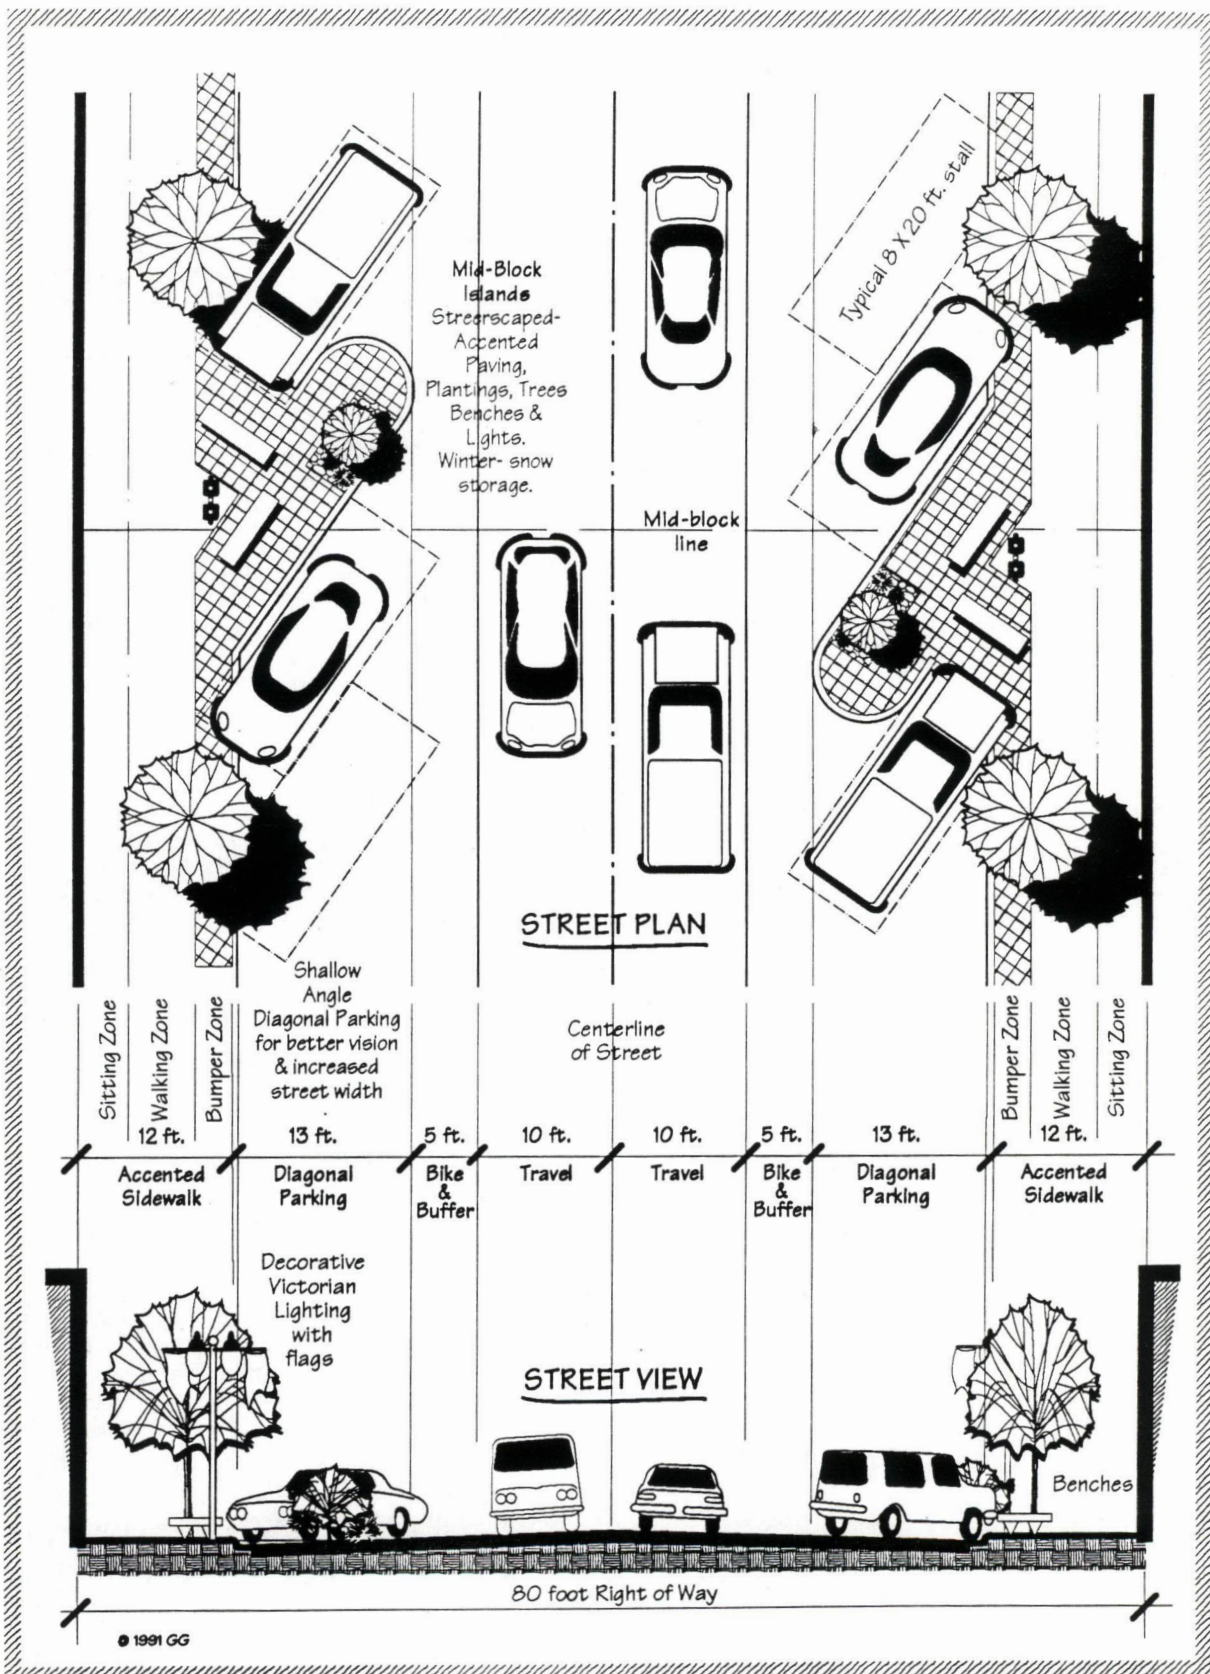 Typical 8 X 20 ft. stall
Mid-Block
Islands
Streerscaped-
Accented
Paving,
Plantings, Trees
Benches &
Lights.
Winter- snow
storage.
Mid-block
line
STREET PLAN
Shallow
Angle
Diagonal Parking
for better vision
& increased
street width
Centerline
of Street
Sitting Zone
Walking Zone
Bumper Zone
Bumper Zone
Walking Zone
Sitting Zone
12 ft. 13 ft. 5 ft. 10 ft. 10 ft. 5 ft. 13 ft. 12 ft.
Accented
Sidewalk
Diagonal
Parking
Bike
&
Buffer
Travel
Travel
Bike
&
Buffer
Diagonal
Parking
Accented
Sidewalk
Decorative
Victorian
Lighting
with
flags
STREET VIEW
Benches
80 foot Right of Way
© 1991 GG